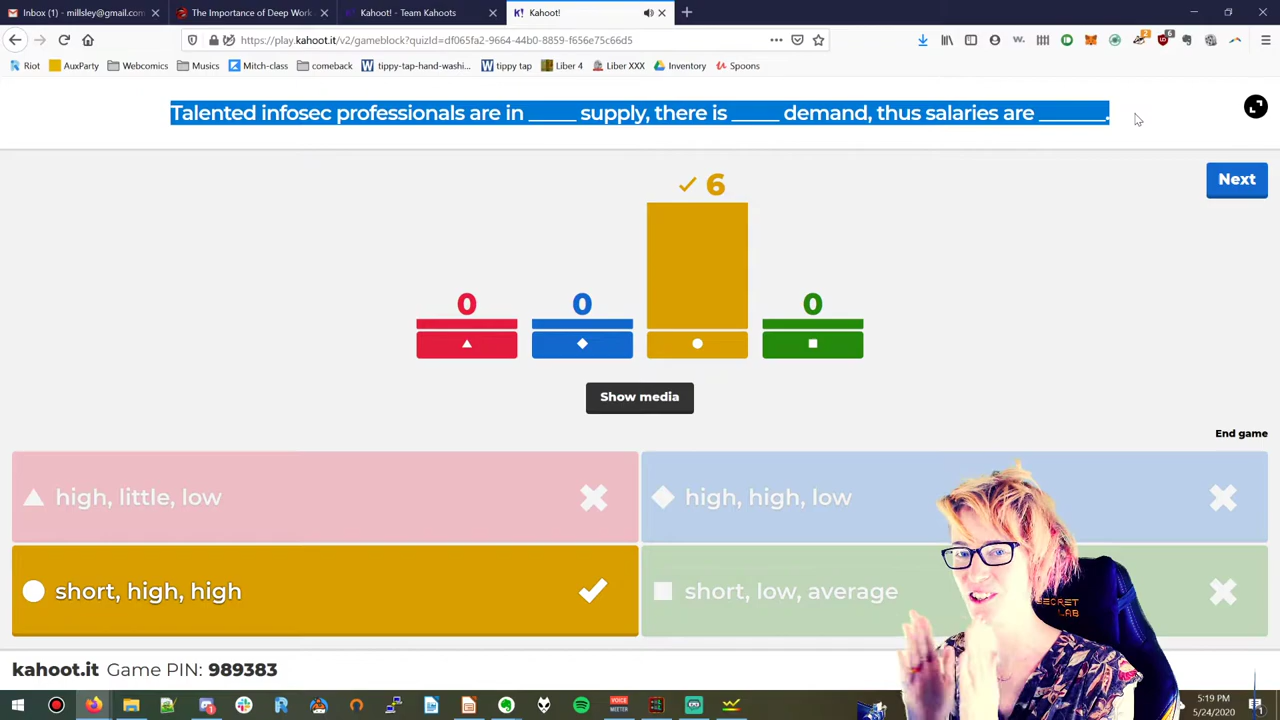 Inbox (1) - millsley@gmail.com
The Importance of Deep Work
Kahoot! - Team Kahoots
K! Kahoot!
https://play.kahoot.it/v2/gameblock?quizId=df065fa2-9664-44b0-8859-f656e75c66d5
Riot AuxParty Webcomics Musics Mitch-class comeback tippy-tap-hand-washi... tippy tap Liber 4 Liber XXX Inventory Spoons
Talented infosec professionals are in _____ supply, there is _____ demand, thus salaries are _______.
Next
6
0 0 0
Show media
End game
high, little, low
high, high, low
short, high, high
short, low, average
SECRET
LAB
kahoot.it Game PIN: 989383
VOICE
MEETER
5:19 PM
5/24/2020